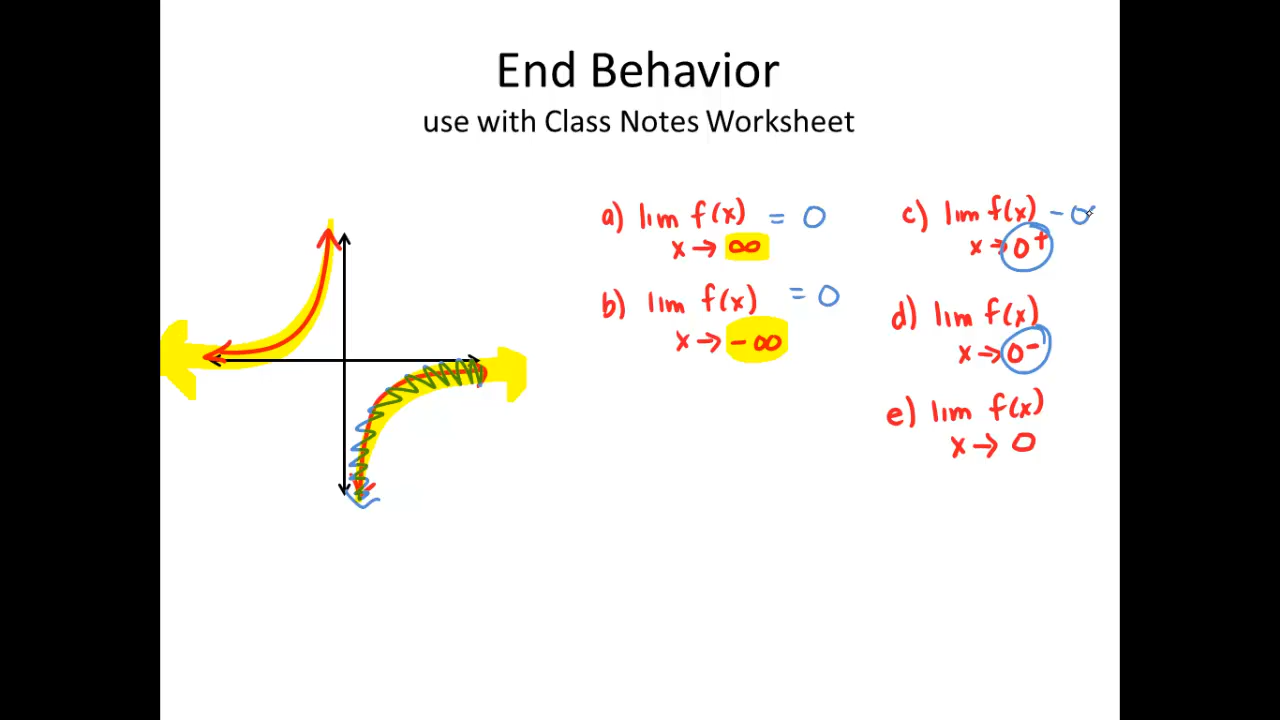 End Behavior
use with Class Notes Worksheet
a) lim f(x) = 0
x → ∞
b) lim f(x) = 0
x → - ∞
c) lim f(x) - ∞
x → 0⁺
d) lim f(x)
x → 0⁻
e) lim f(x)
x → 0